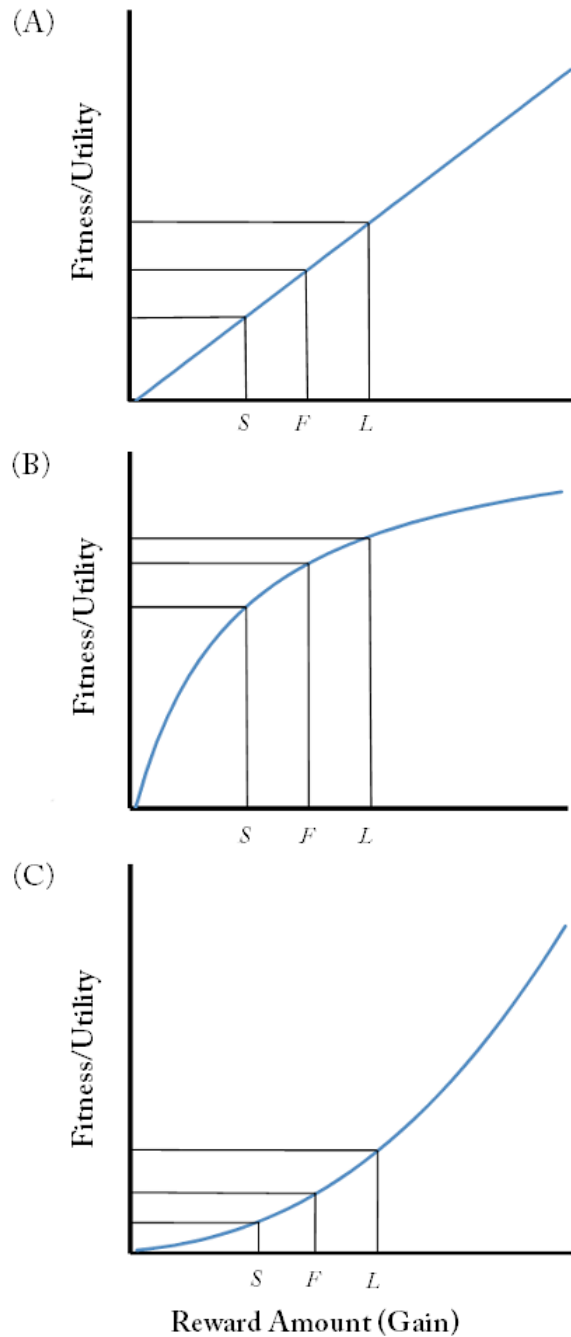 (A)
Fitness/Utility
S F L
(B)
Fitness/Utility
S F L
(C)
Fitness/Utility
S F L
Reward Amount (Gain)